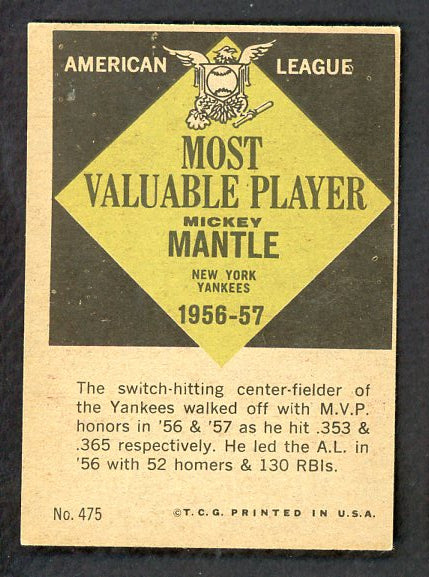 AMERICAN LEAGUE
MOST
VALUABLE PLAYER
MICKEY
MANTLE
NEW YORK
YANKEES
1956-57
The switch-hitting center-fielder of
the Yankees walked off with M.V.P.
honors in '56 & '57 as he hit .353 &
.365 respectively. He led the A.L. in
'56 with 52 homers & 130 RBIs.
No. 475 ©T.C.G. PRINTED IN U.S.A.